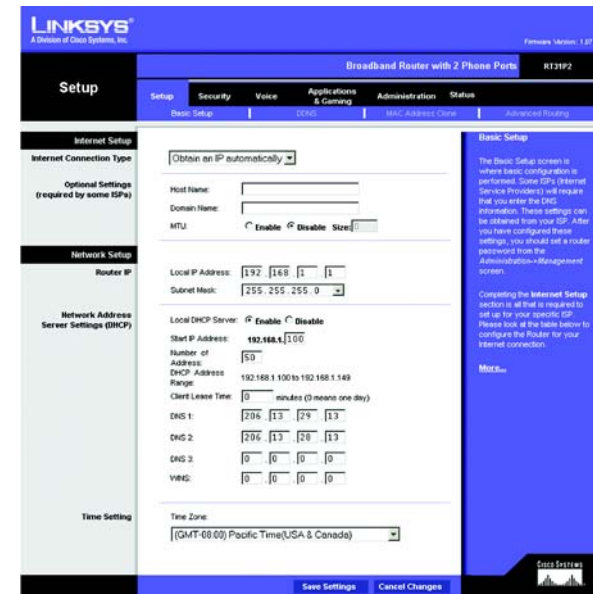 LINKSYS®
A Division of Cisco Systems, Inc.
Firmware Version: 1.07
Broadband Router with 2 Phone Ports
RT31P2
Setup
Setup
Security
Voice
Applications
& Gaming
Administration
Status
Basic Setup
DDNS
MAC Address Clone
Advanced Routing
Internet Setup
Internet Connection Type
Obtain an IP automatically
Optional Settings
(required by some ISPs)
Host Name:
Domain Name:
MTU:
Enable Disable Size: 0
Network Setup
Router IP
Local IP Address: 192 . 168 . 1 . 1
Subnet Mask: 255.255.255.0
Network Address
Server Settings (DHCP)
Local DHCP Server: Enable Disable
Start IP Address: 192.168.1. 100
Number of
Address: 50
DHCP Address
Range: 192.168.1.100 to 192.168.1.149
Client Lease Time: 0 minutes (0 means one day)
DNS 1: 206 . 13 . 29 . 13
DNS 2: 206 . 13 . 28 . 13
DNS 3: 0 . 0 . 0 . 0
WINS: 0 . 0 . 0 . 0
Time Setting
Time Zone:
(GMT-08:00) Pacific Time(USA & Canada)
Save Settings
Cancel Changes
Basic Setup
The Basic Setup screen is
where basic configuration is
performed. Some ISPs (Internet
Service Providers) will require
that you enter the DNS
information. These settings can
be obtained from your ISP. After
you have configured these
settings, you should set a router
password from the
Administration->Management
screen.
Completing the Internet Setup
section is all that is required to
set up for your specific ISP.
Please look at the table below to
configure the Router for your
Internet connection.
More...
CISCO SYSTEMS